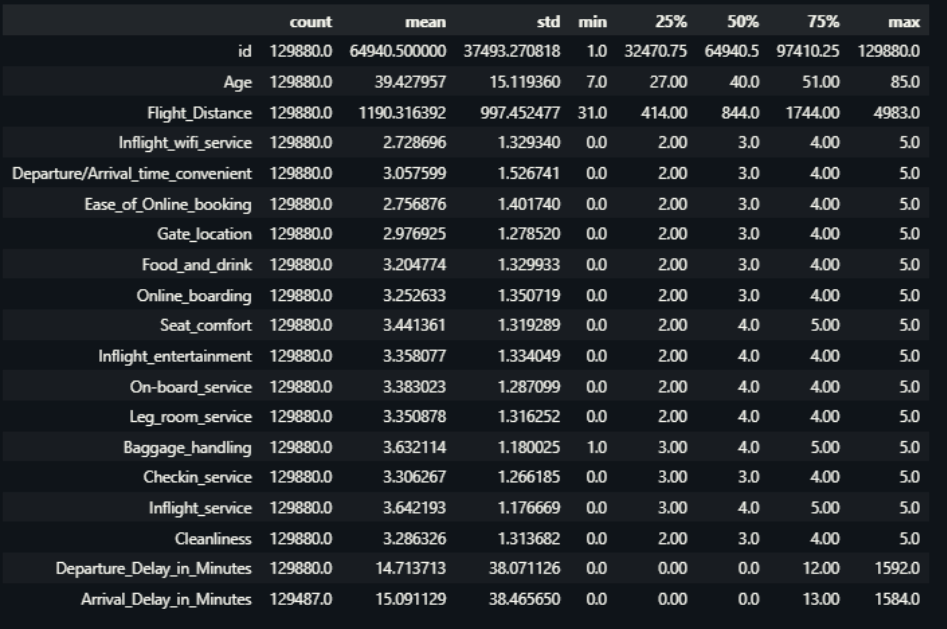 count mean std min 25% 50% 75% max
id 129880.0 64940.500000 37493.270818 1.0 32470.75 64940.5 97410.25 129880.0
Age 129880.0 39.427957 15.119360 7.0 27.00 40.0 51.00 85.0
Flight_Distance 129880.0 1190.316392 997.452477 31.0 414.00 844.0 1744.00 4983.0
Inflight_wifi_service 129880.0 2.728696 1.329340 0.0 2.00 3.0 4.00 5.0
Departure/Arrival_time_convenient 129880.0 3.057599 1.526741 0.0 2.00 3.0 4.00 5.0
Ease_of_Online_booking 129880.0 2.756876 1.401740 0.0 2.00 3.0 4.00 5.0
Gate_location 129880.0 2.976925 1.278520 0.0 2.00 3.0 4.00 5.0
Food_and_drink 129880.0 3.204774 1.329933 0.0 2.00 3.0 4.00 5.0
Online_boarding 129880.0 3.252633 1.350719 0.0 2.00 3.0 4.00 5.0
Seat_comfort 129880.0 3.441361 1.319289 0.0 2.00 4.0 5.00 5.0
Inflight_entertainment 129880.0 3.358077 1.334049 0.0 2.00 4.0 4.00 5.0
On-board_service 129880.0 3.383023 1.287099 0.0 2.00 4.0 4.00 5.0
Leg_room_service 129880.0 3.350878 1.316252 0.0 2.00 4.0 4.00 5.0
Baggage_handling 129880.0 3.632114 1.180025 1.0 3.00 4.0 5.00 5.0
Checkin_service 129880.0 3.306267 1.266185 0.0 3.00 3.0 4.00 5.0
Inflight_service 129880.0 3.642193 1.176669 0.0 3.00 4.0 5.00 5.0
Cleanliness 129880.0 3.286326 1.313682 0.0 2.00 3.0 4.00 5.0
Departure_Delay_in_Minutes 129880.0 14.713713 38.071126 0.0 0.00 0.0 12.00 1592.0
Arrival_Delay_in_Minutes 129487.0 15.091129 38.465650 0.0 0.00 0.0 13.00 1584.0